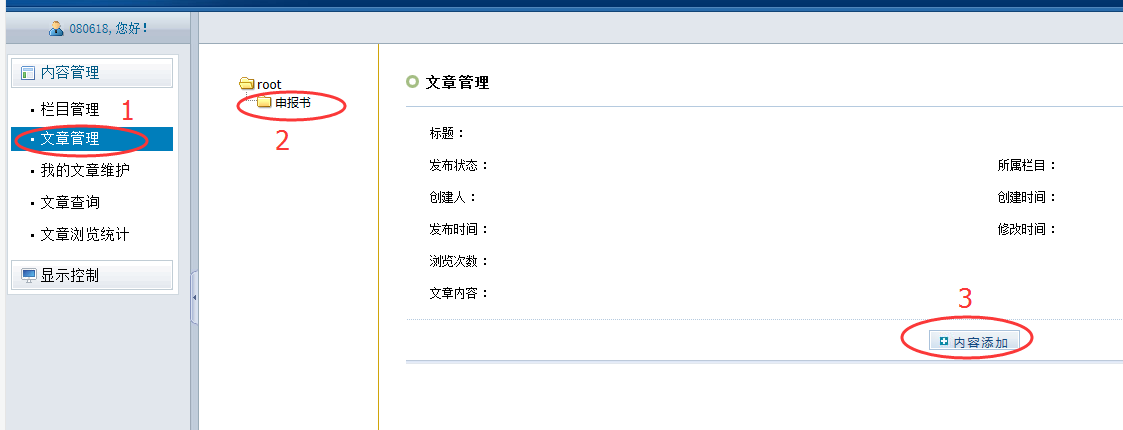 080618, 您好!
内容管理
栏目管理
1
文章管理
我的文章维护
文章查询
文章浏览统计
显示控制
root
申报书
2
文章管理
标题：
发布状态：
所属栏目：
创建人：
创建时间：
发布时间：
修改时间：
浏览次数：
文章内容：
3
内容添加